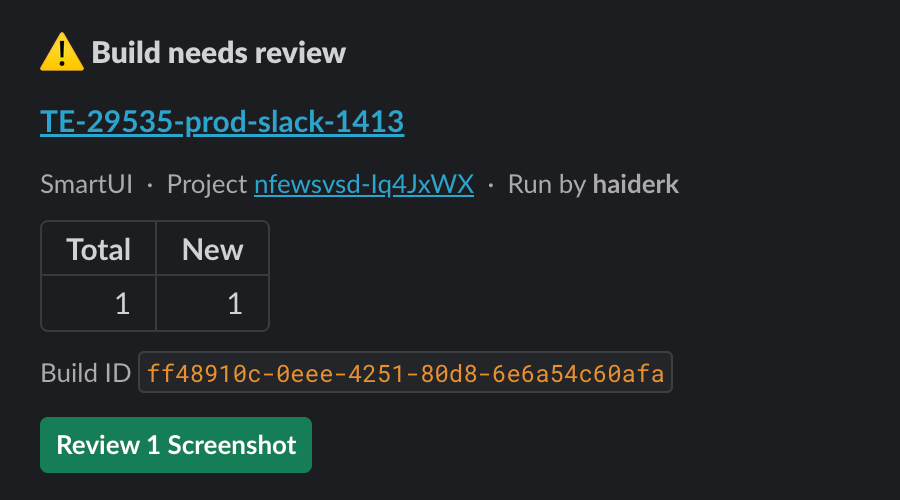 Build needs review
TE-29535-prod-slack-1413
SmartUI · Project nfewsvsd-Iq4JxWX · Run by haiderk
Total New
1 1
Build ID ff48910c-0eee-4251-80d8-6e6a54c60afa
Review 1 Screenshot